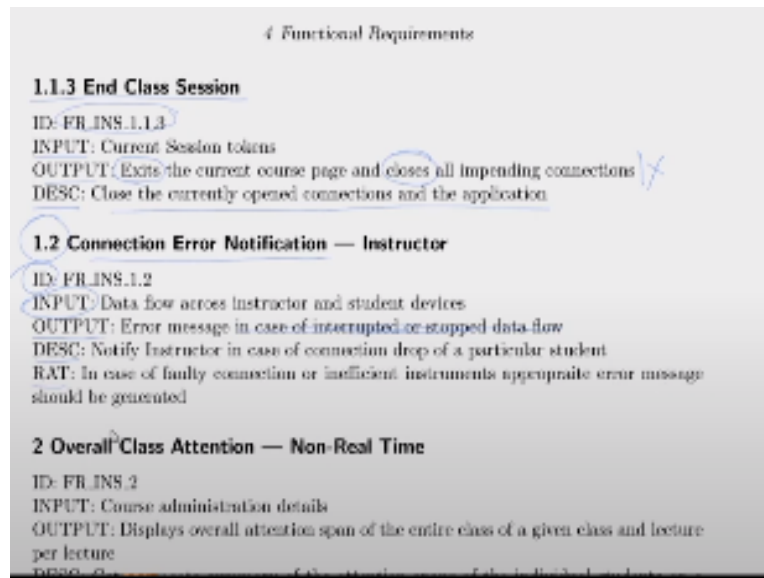 4 Functional Requirements
1.1.3 End Class Session
ID: FR_INS_1.1.3
INPUT: Current Session tokens
OUTPUT: Exits the current course page and closes all impending connections
DESC: Close the currently opened connections and the application
1.2 Connection Error Notification — Instructor
ID: FR_INS_1.2
INPUT: Data flow across instructor and student devices
OUTPUT: Error message in case of interrupted or stopped data flow
DESC: Notify Instructor in case of connection drop of a particular student
RAT: In case of faulty connection or inefficient instruments appropraite error message
should be generated
2 Overall Class Attention — Non-Real Time
ID: FR_INS_2
INPUT: Course administration details
OUTPUT: Displays overall attention span of the entire class of a given class and lecture
per lecture